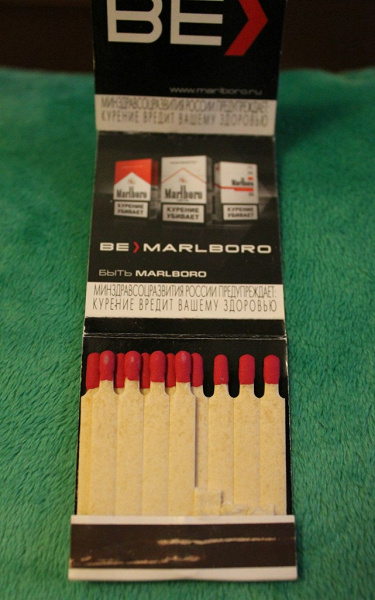 BE>
www.marlboro.ru
МИНЗДРАВСОЦРАЗВИТИЯ РОССИИ ПРЕДУПРЕЖДАЕТ:
КУРЕНИЕ ВРЕДИТ ВАШЕМУ ЗДОРОВЬЮ
Marlboro Marlboro Marlboro
КУРЕНИЕ УБИВАЕТ КУРЕНИЕ УБИВАЕТ КУРЕНИЕ УБИВАЕТ
BE>MARLBORO
БЫТЬ MARLBORO
МИНЗДРАВСОЦРАЗВИТИЯ РОССИИ ПРЕДУПРЕЖДАЕТ:
КУРЕНИЕ ВРЕДИТ ВАШЕМУ ЗДОРОВЬЮ